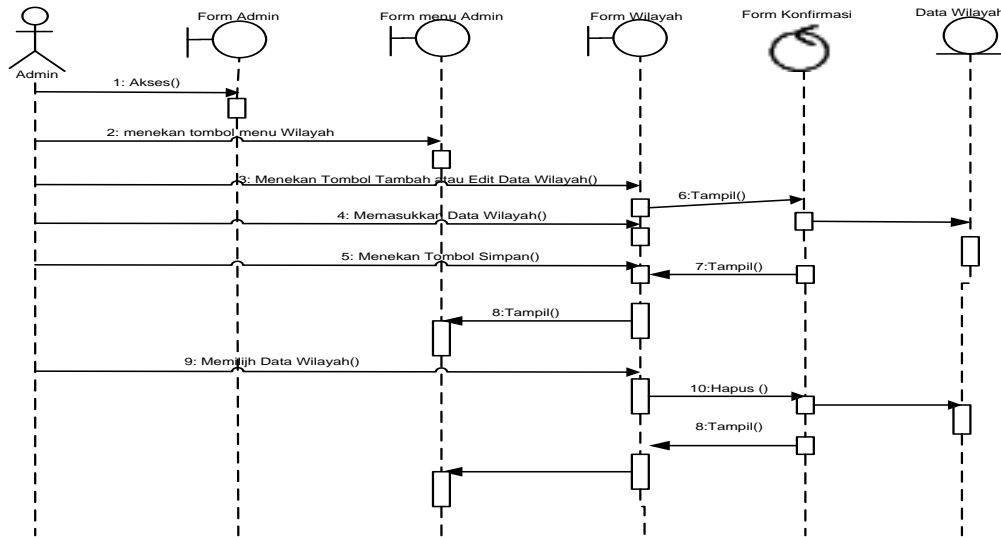 Form Admin
Form menu Admin
Form Wilayah
Form Konfirmasi
Data Wilayah
Admin
1: Akses()
2: menekan tombol menu Wilayah
3: Menekan Tombol Tambah atau Edit Data Wilayah()
6:Tampil()
4: Memasukkan Data Wilayah()
5: Menekan Tombol Simpan()
7:Tampil()
8:Tampil()
9: Memilijh Data Wilayah()
10:Hapus ()
8:Tampil()